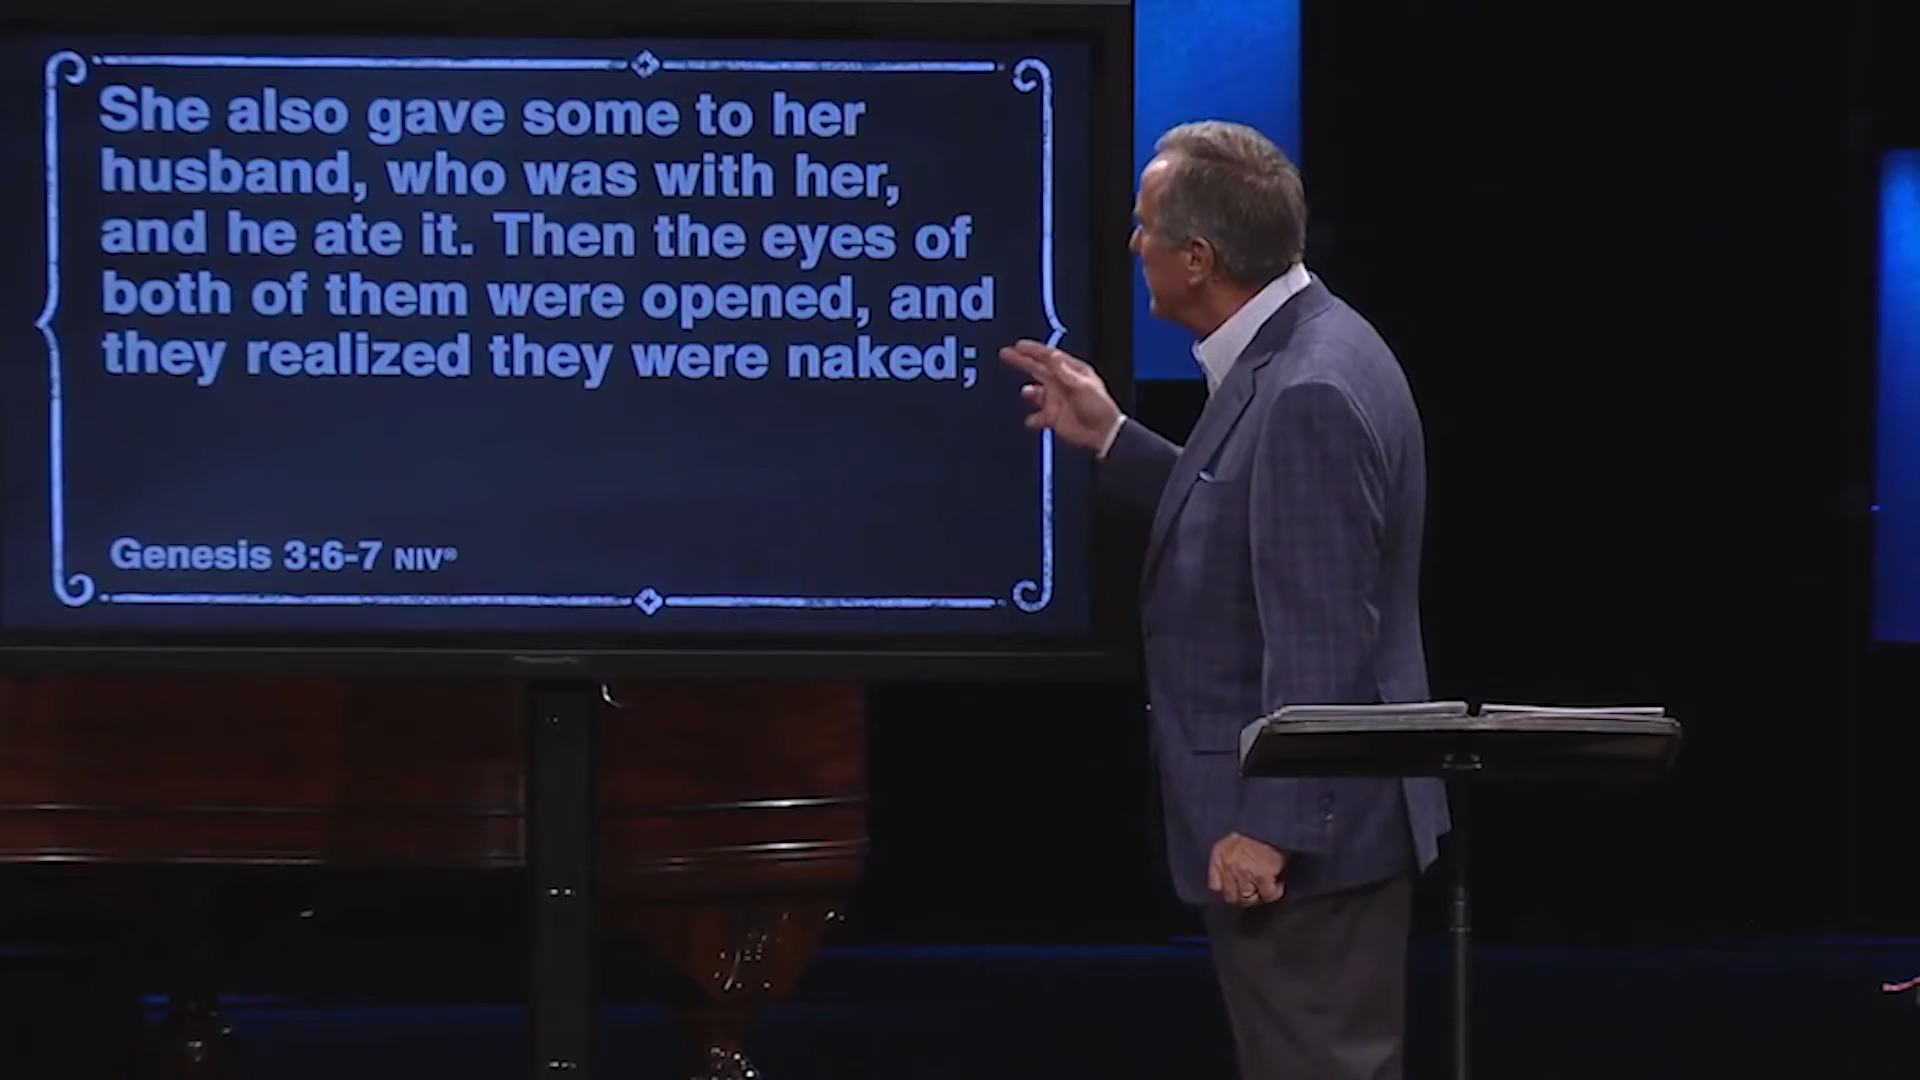 She also gave some to her
husband, who was with her,
and he ate it. Then the eyes of
both of them were opened, and
they realized they were naked;
Genesis 3:6-7 NIV®